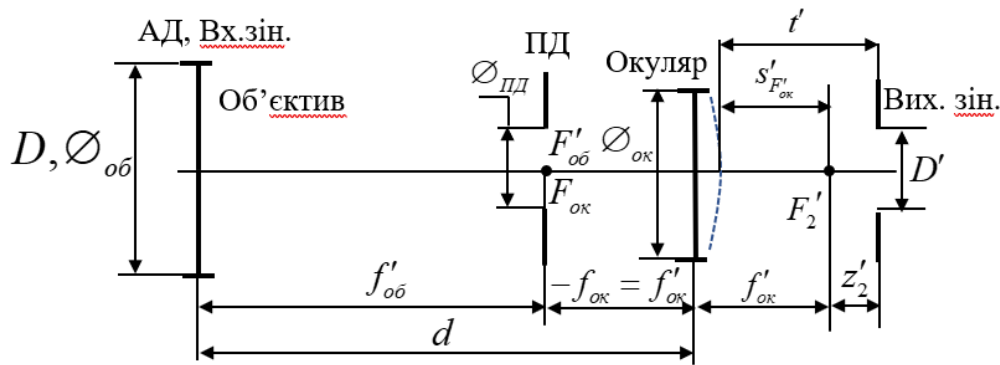 АД, Вх.зін.
ПД
t′
Окуляр
s′F′ок
∅ПД
Об’єктив
Вих. зін.
D, ∅об
F′об
∅ок
D′
Fок
F2′
f′об
−fок = f′ок
f′ок
z′2
d